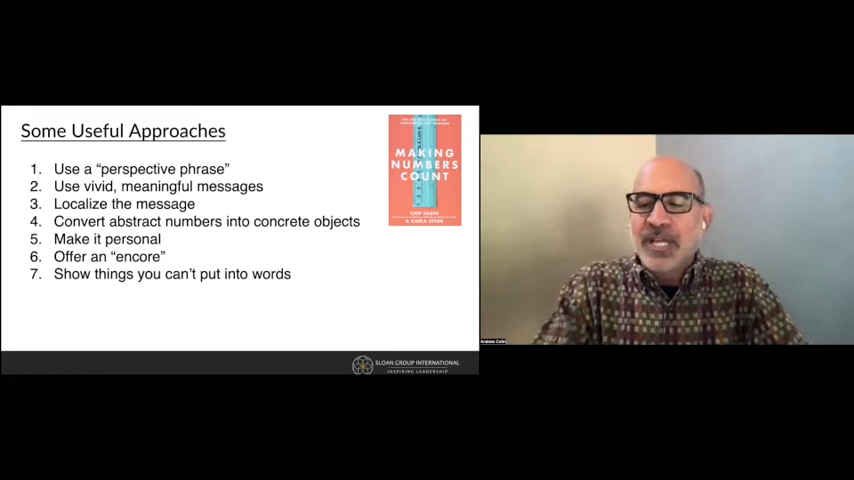 Some Useful Approaches
1. Use a “perspective phrase”
2. Use vivid, meaningful messages
3. Localize the message
4. Convert abstract numbers into concrete objects
5. Make it personal
6. Offer an “encore”
7. Show things you can’t put into words
MAKING
NUMBERS
COUNT
CHIP HEATH
& KARLA STARR
SLOAN GROUP INTERNATIONAL
INSPIRING LEADERSHIP
Andrew Cohn